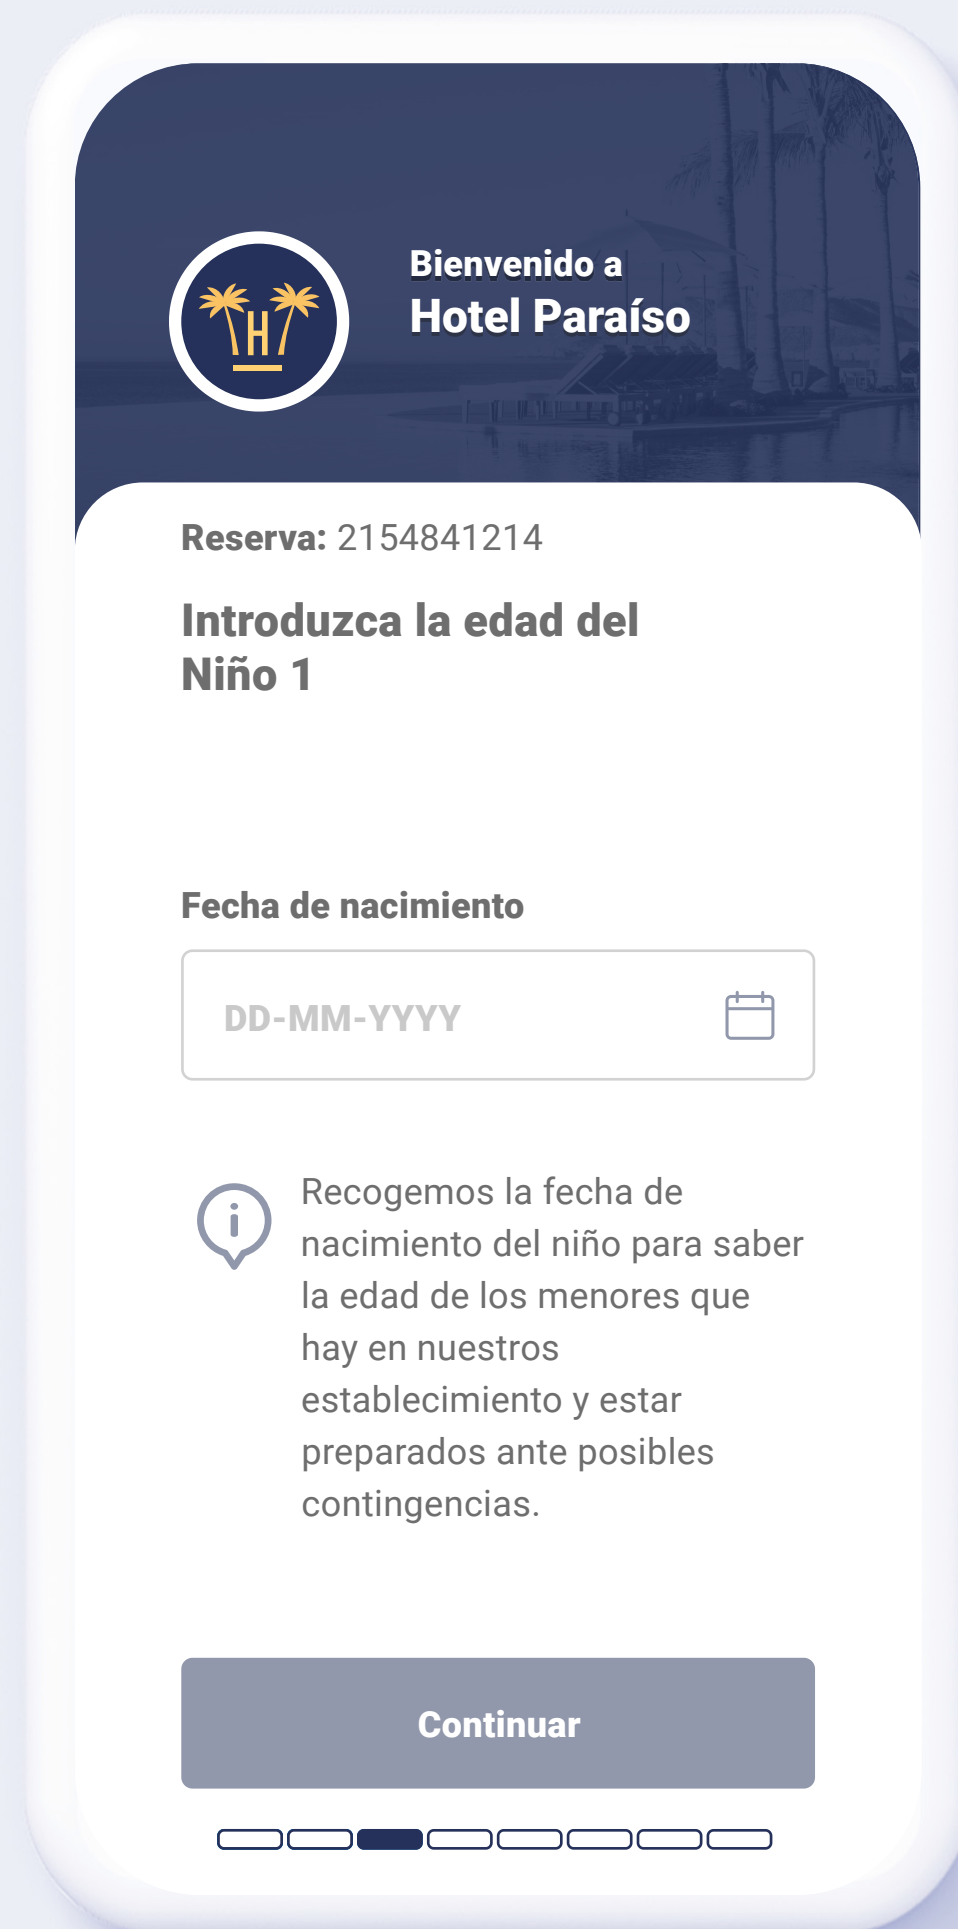 H
Bienvenido a
Hotel Paraíso
Reserva: 2154841214
Introduzca la edad del
Niño 1
Fecha de nacimiento
DD-MM-YYYY
Recogemos la fecha de
nacimiento del niño para saber
la edad de los menores que
hay en nuestros
establecimiento y estar
preparados ante posibles
contingencias.
Continuar